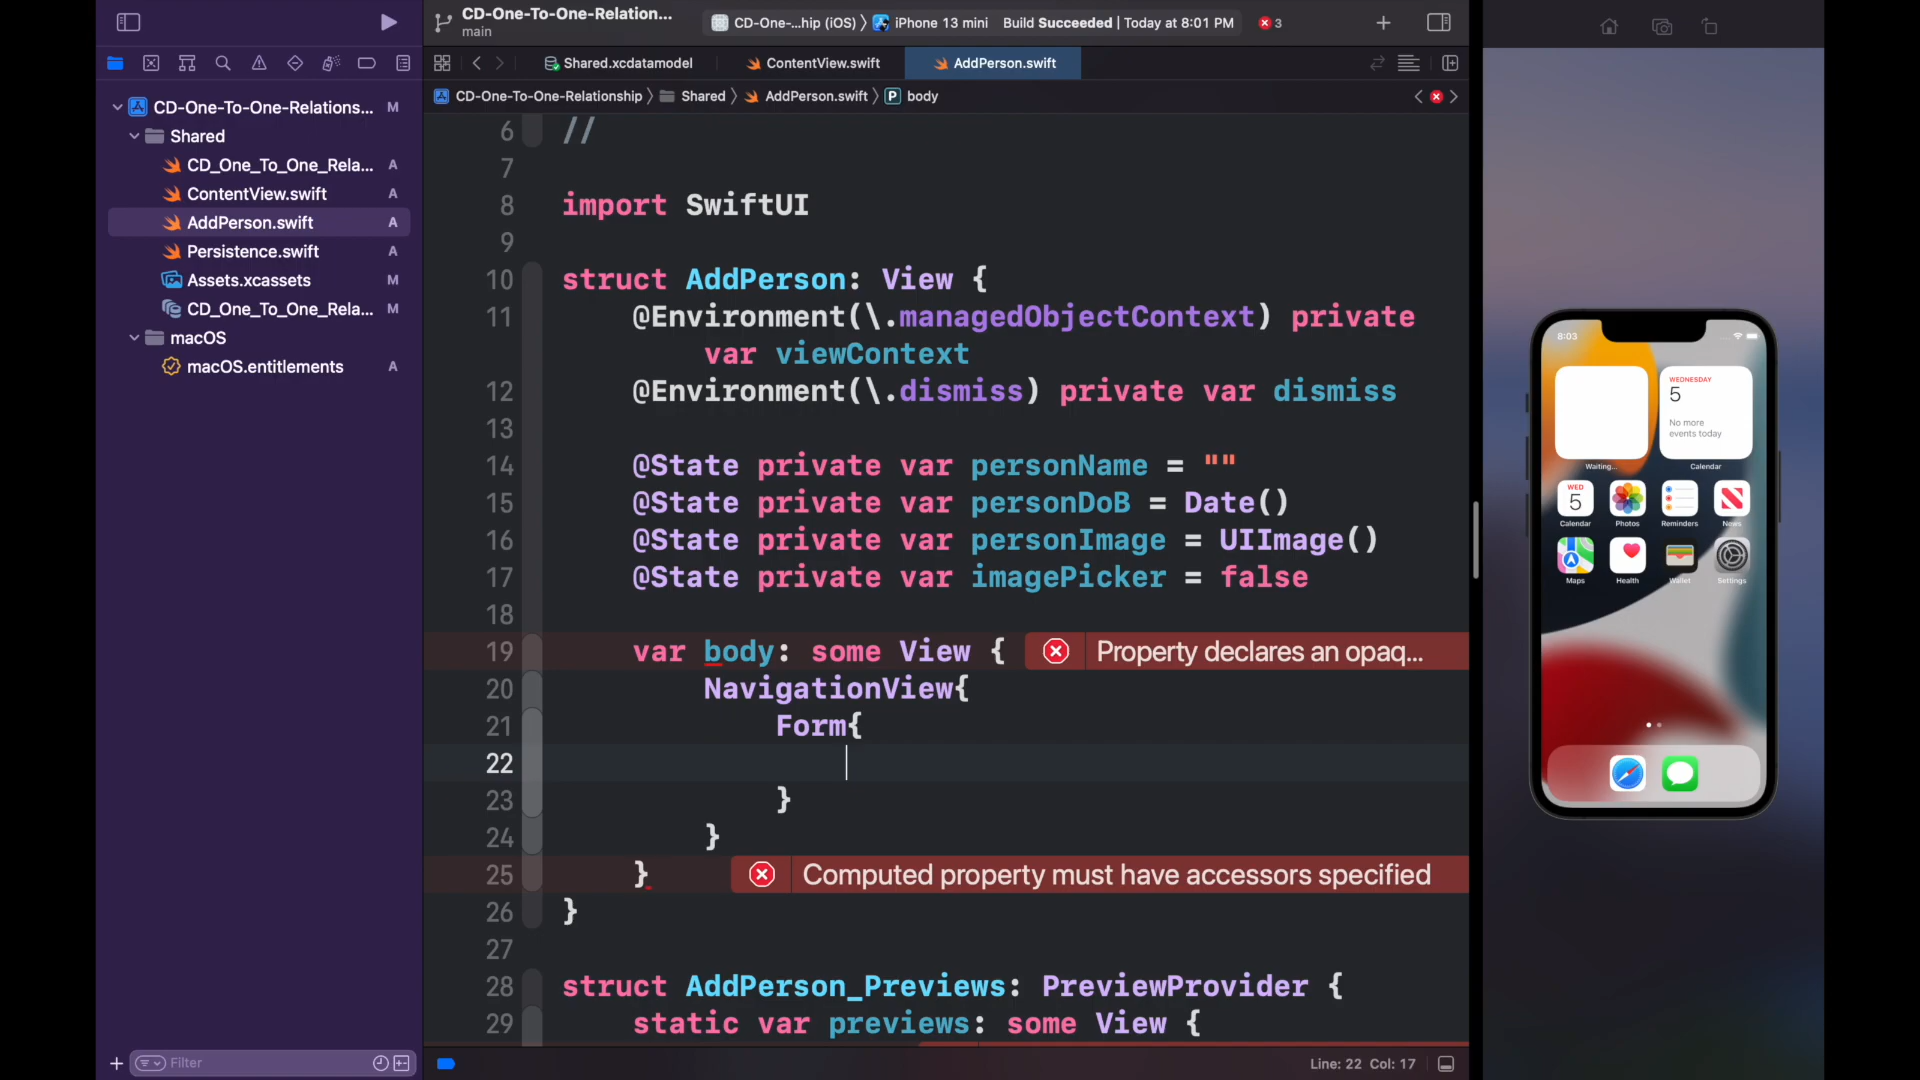 CD-One-To-One-Relation...
main
CD-One-...hip (iOS) 〉 iPhone 13 mini
Build Succeeded | Today at 8:01 PM
3
Shared.xcdatamodel
ContentView.swift
AddPerson.swift
CD-One-To-One-Relationship 〉 Shared 〉 AddPerson.swift 〉 P body
CD-One-To-One-Relations... M
Shared
CD_One_To_One_Rela... A
ContentView.swift A
AddPerson.swift A
Persistence.swift A
Assets.xcassets M
CD_One_To_One_Rela... M
macOS
macOS.entitlements A
Filter
6 //
7
8 import SwiftUI
9
10 struct AddPerson: View {
11 @Environment(\.managedObjectContext) private
var viewContext
12 @Environment(\.dismiss) private var dismiss
13
14 @State private var personName = ""
15 @State private var personDoB = Date()
16 @State private var personImage = UIImage()
17 @State private var imagePicker = false
18
19 var body: some View { Property declares an opaq...
20 NavigationView{
21 Form{
22
23 }
24 }
25 } Computed property must have accessors specified
26 }
27
28 struct AddPerson_Previews: PreviewProvider {
29 static var previews: some View {
Line: 22 Col: 17
8:03
WEDNESDAY
5
No more
events today
Waiting...
Calendar
WED
5
Calendar
Photos
Reminders
News
Maps
Health
Wallet
Settings